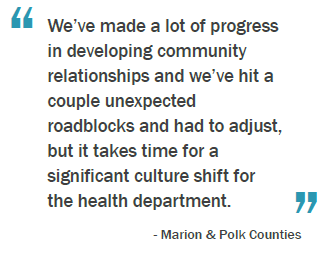 “
We’ve made a lot of progress
in developing community
relationships and we’ve hit a
couple unexpected
roadblocks and had to adjust,
but it takes time for a
significant culture shift for
the health department.
”
- Marion & Polk Counties